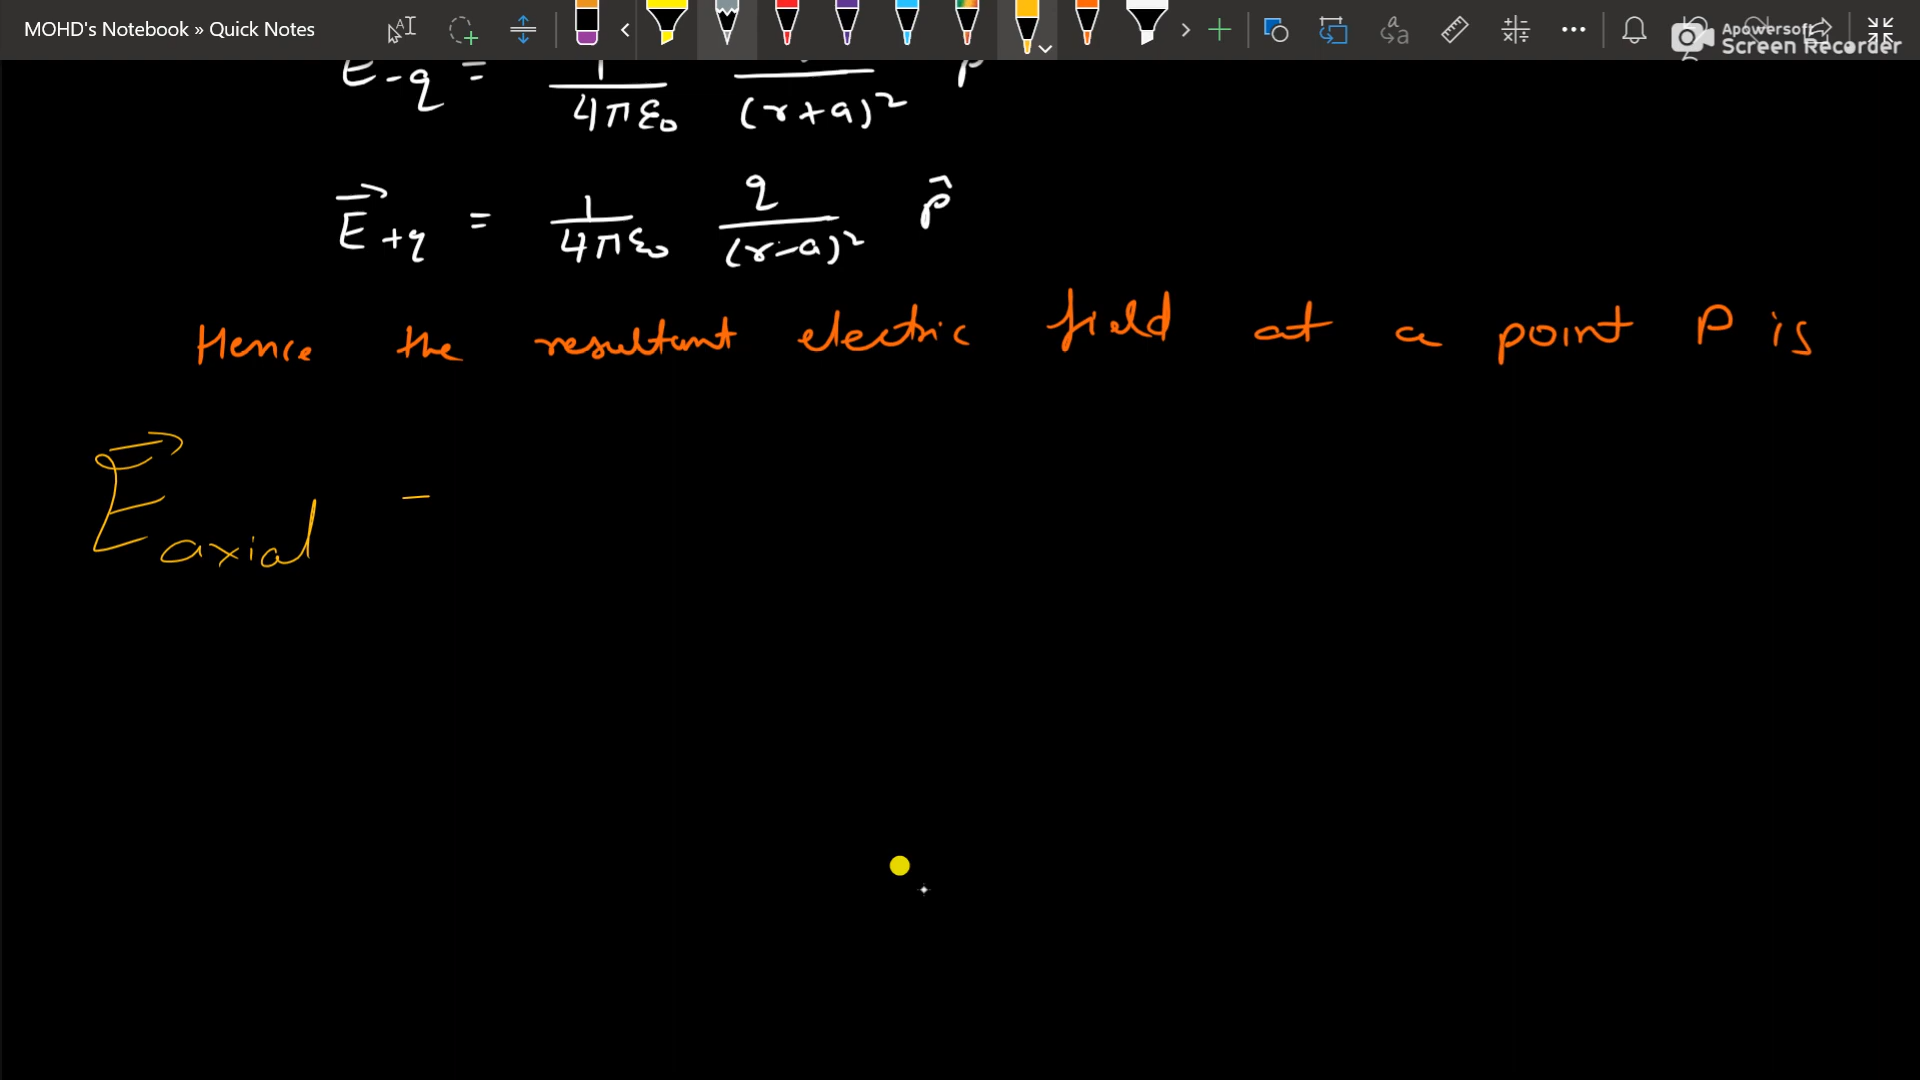 MOHD's Notebook » Quick Notes
Apowersoft
Screen Recorder
E-q = 1/4πε₀ /(r+a)² p̂
E⃗+q = 1/4πε₀ q/(r-a)² p̂
Hence the resultant electric field at a point P is
E⃗axial -